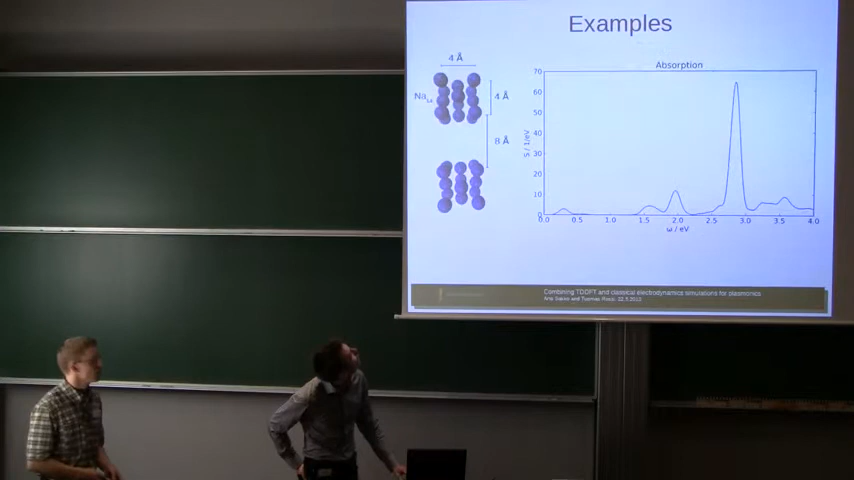 Examples
4 Å
4 Å
8 Å
Absorption
S / 1/eV
70
60
50
40
30
20
10
0
0.0 0.5 1.0 1.5 2.0 2.5 3.0 3.5 4.0
ω / eV
Combining TDDFT and classical electrodynamics simulations for plasmonics